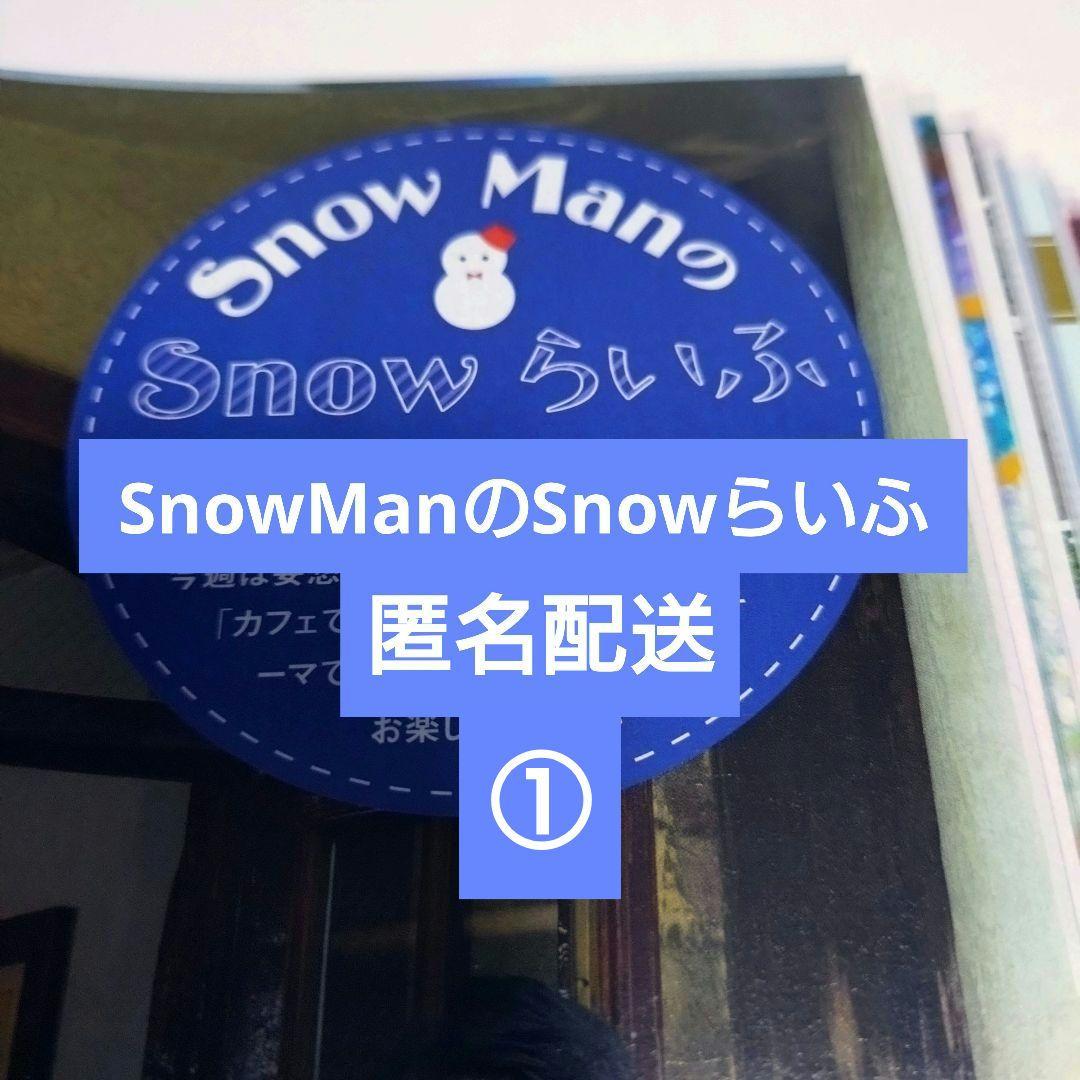 Snow Manの
Snow らいふ
SnowManのSnowらいふ
今週は妄想
「カフェで
ーマで
匿名配送
お楽し
①